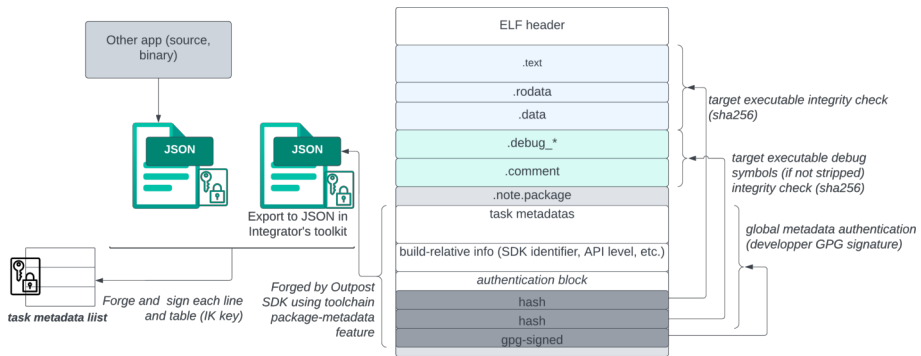 Other app (source,
binary)
JSON
JSON
Export to JSON in
Integrator's toolkit
Forge and sign each line
and table (IK key)
task metadata liist
Forged by Outpost
SDK using toolchain
package-metadata
feature
ELF header
.text
.rodata
.data
.debug_*
.comment
.note.package
task metadatas
build-relative info (SDK identifier, API level, etc.)
authentication block
hash
hash
gpg-signed
target executable integrity check
(sha256)
target executable debug
symbols (if not stripped)
integrity check (sha256)
global metadata authentication
(developper GPG signature)